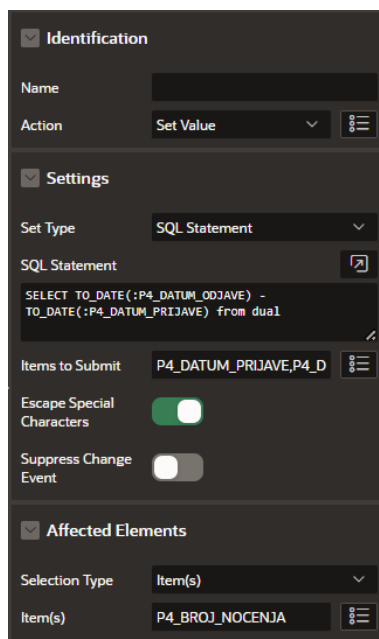 Identification
Name
Action Set Value
Settings
Set Type SQL Statement
SQL Statement
SELECT TO_DATE(:P4_DATUM_ODJAVE) -
TO_DATE(:P4_DATUM_PRIJAVE) from dual
Items to Submit P4_DATUM_PRIJAVE,P4_D
Escape Special
Characters
Suppress Change
Event
Affected Elements
Selection Type Item(s)
Item(s) P4_BROJ_NOCENJA